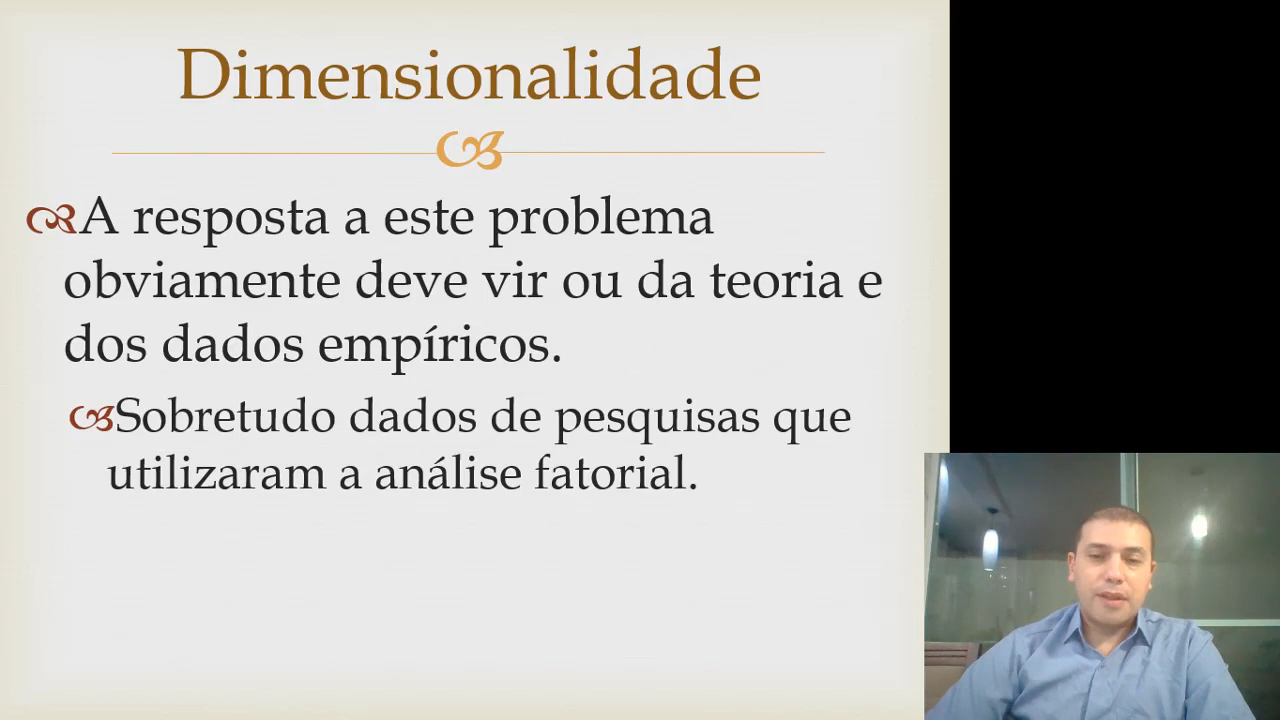 Dimensionalidade
A resposta a este problema
obviamente deve vir ou da teoria e
dos dados empíricos.
Sobretudo dados de pesquisas que
utilizaram a análise fatorial.